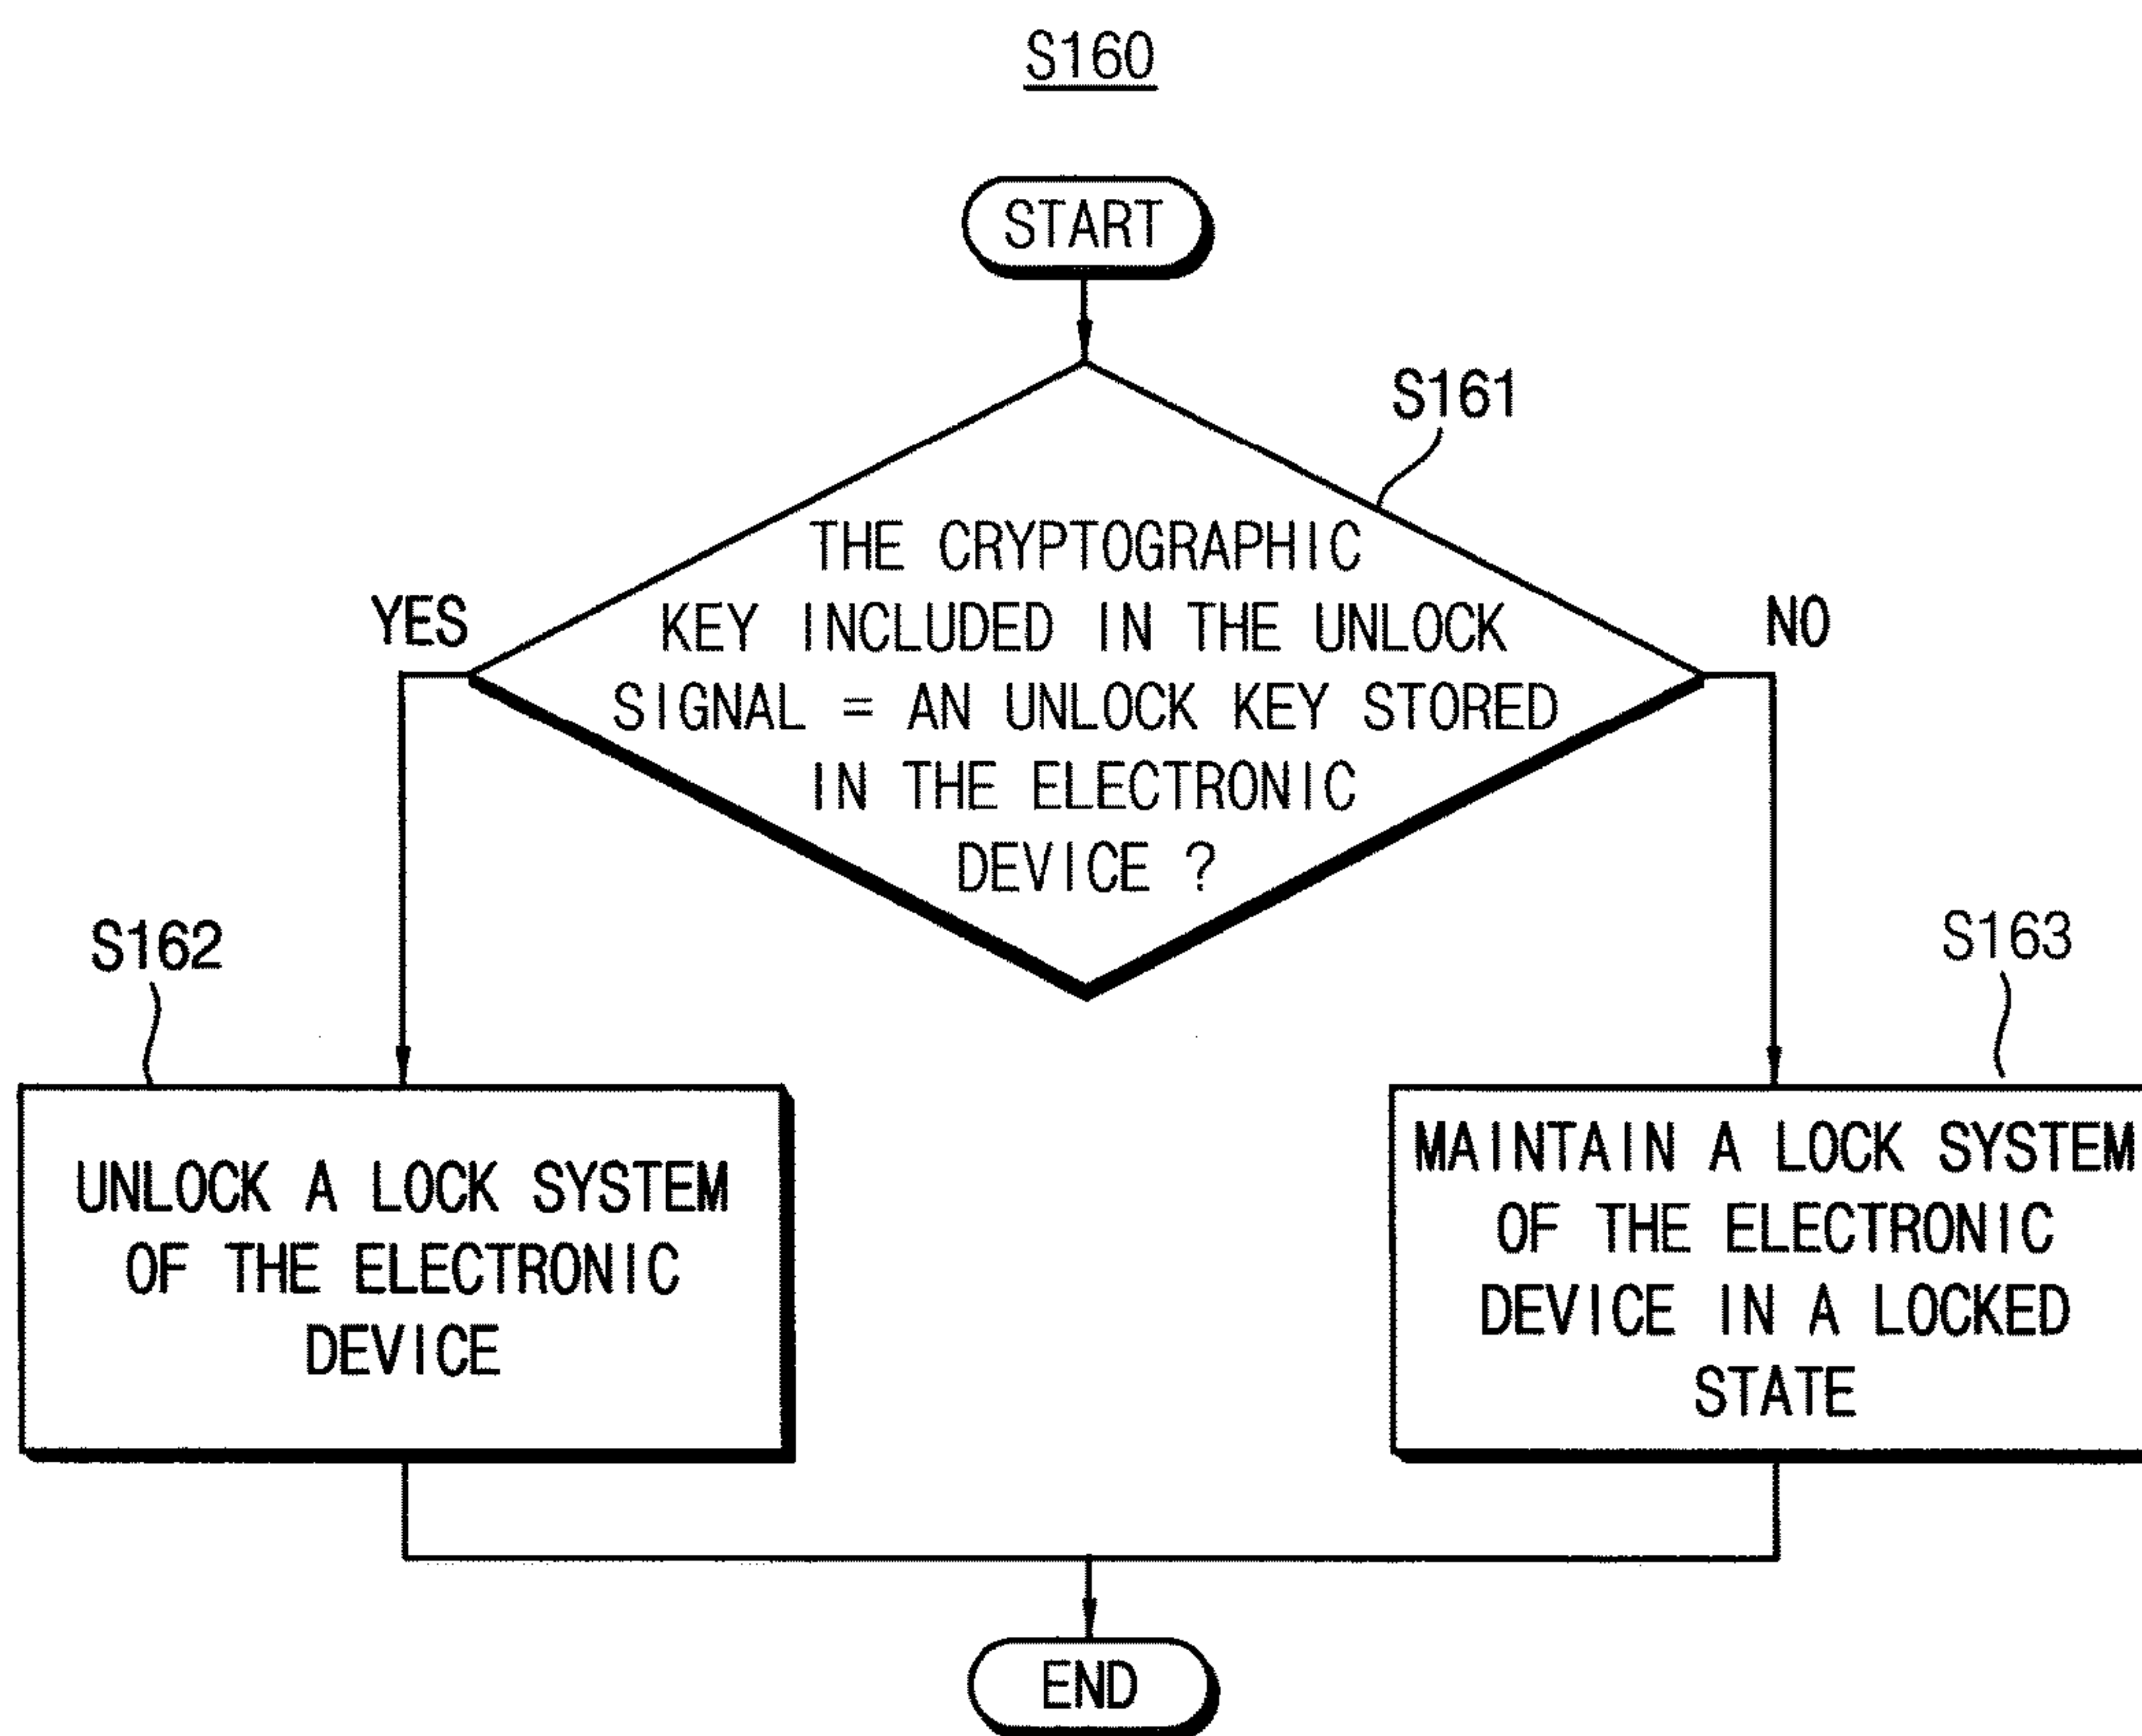 S160
START
S161
THE CRYPTOGRAPHIC
KEY INCLUDED IN THE UNLOCK
SIGNAL = AN UNLOCK KEY STORED
IN THE ELECTRONIC
DEVICE ?
YES
NO
S162
UNLOCK A LOCK SYSTEM
OF THE ELECTRONIC
DEVICE
S163
MAINTAIN A LOCK SYSTEM
OF THE ELECTRONIC
DEVICE IN A LOCKED
STATE
END